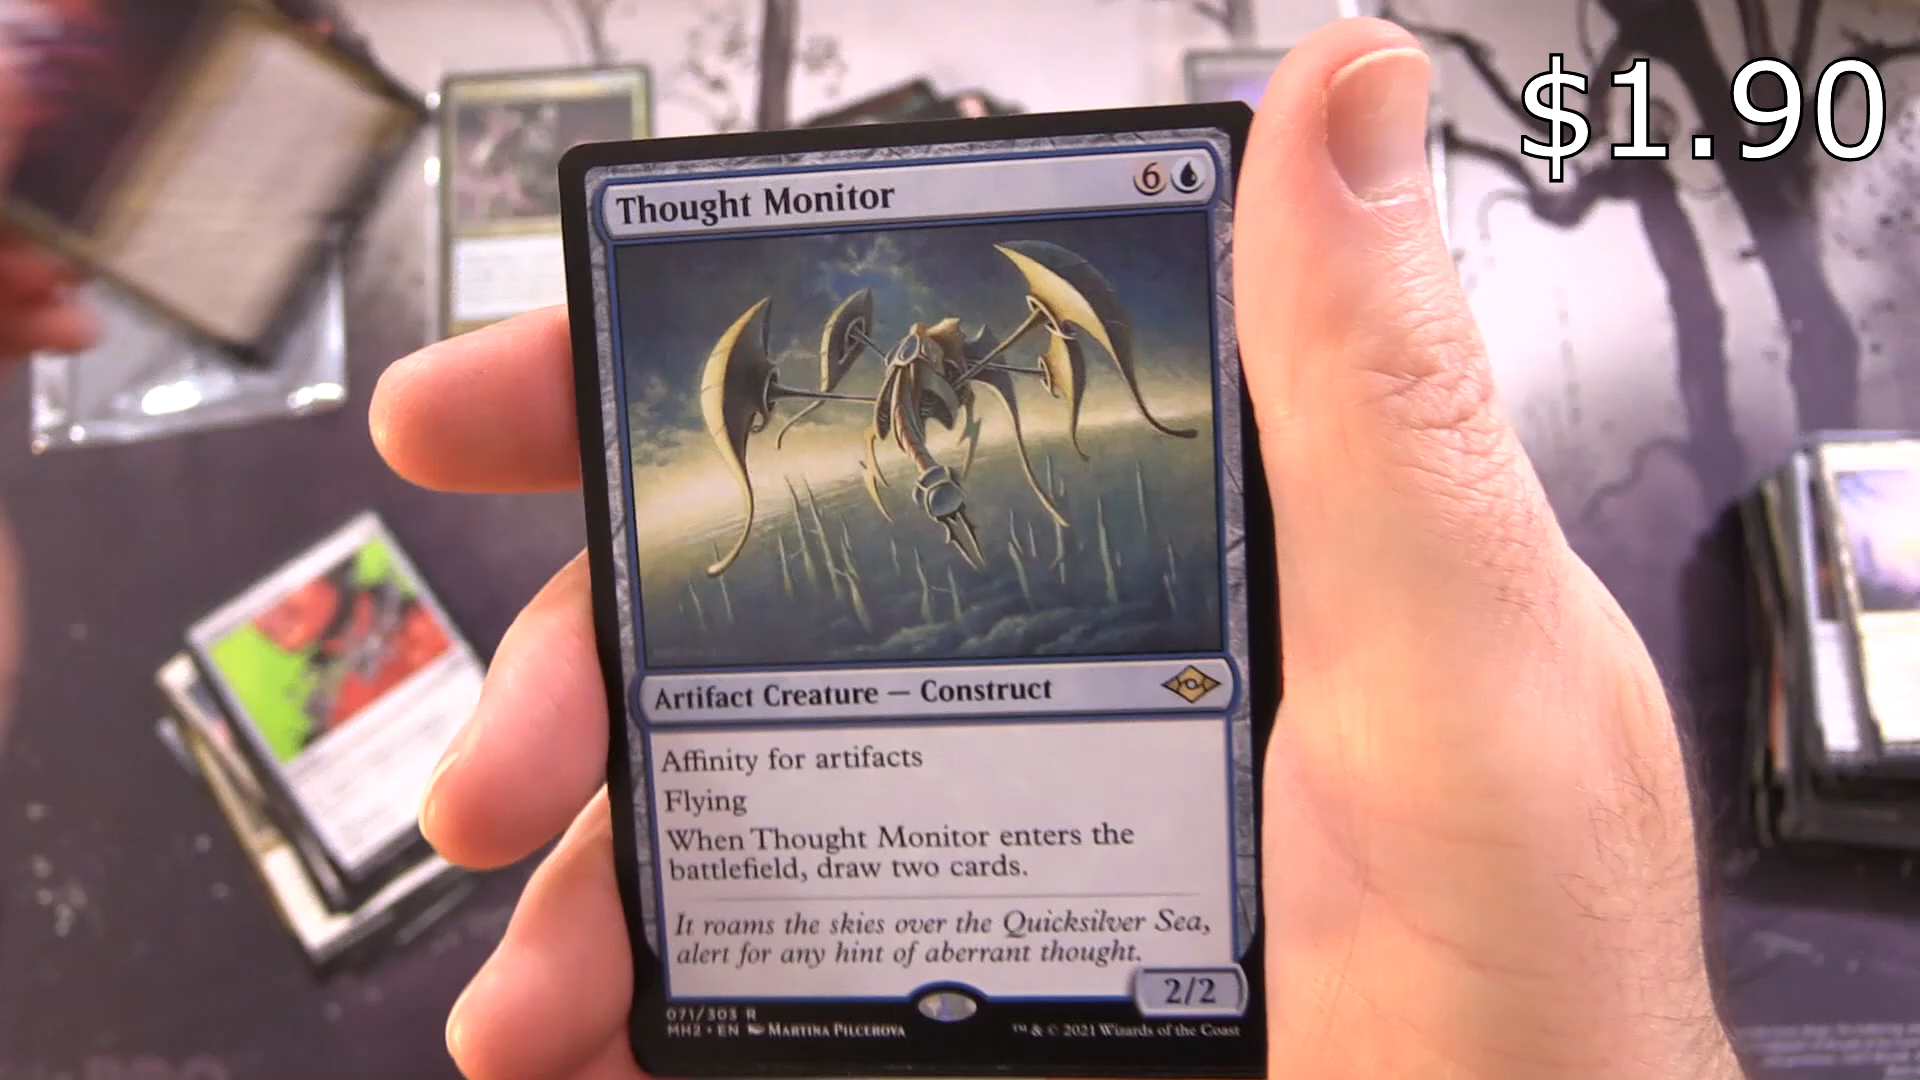 $1.90
Thought Monitor
6
Artifact Creature — Construct
Affinity for artifacts
Flying
When Thought Monitor enters the
battlefield, draw two cards.
It roams the skies over the Quicksilver Sea,
alert for any hint of aberrant thought.
2/2
071/303 R
MH2 • EN Martina Pilcerova
™ & © 2021 Wizards of the Coast